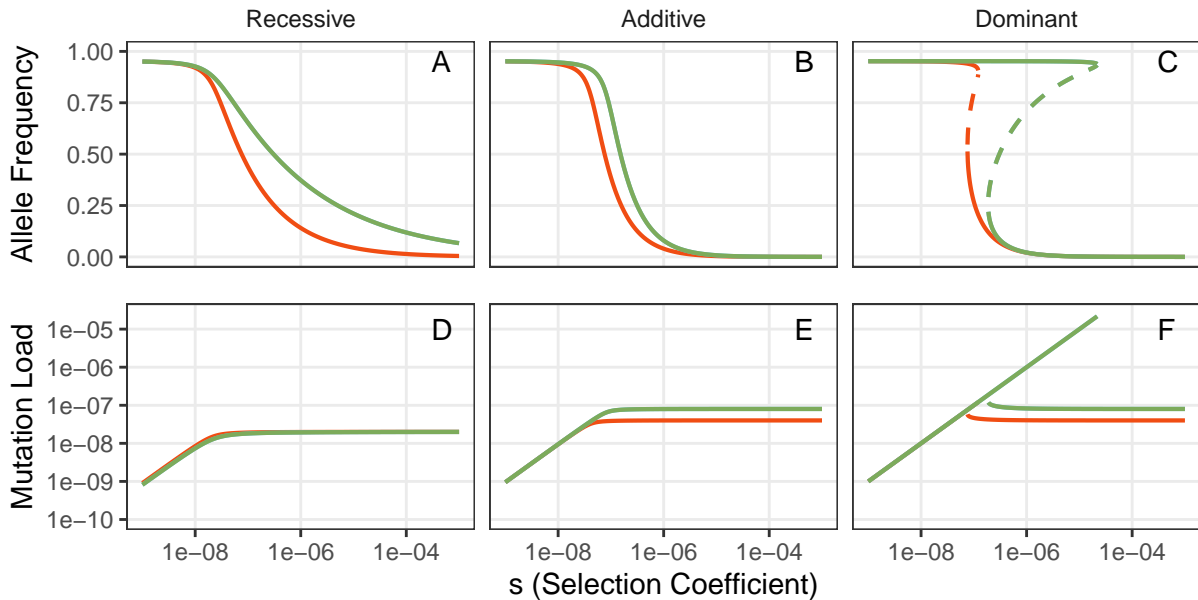 Recessive Additive Dominant
Allele Frequency
1.00
0.75
0.50
0.25
0.00
A B C
Mutation Load
1e−05
1e−06
1e−07
1e−08
1e−09
1e−10
D E F
1e−08 1e−06 1e−04 1e−08 1e−06 1e−04 1e−08 1e−06 1e−04
s (Selection Coefficient)